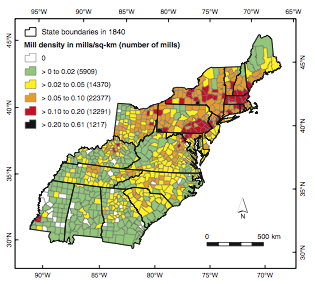 95°W 90°W 85°W 80°W 75°W 70°W 65°W
State boundaries in 1840
Mill density in mills/sq-km (number of mills)
0
> 0 to 0.02 (5909)
> 0.02 to 0.05 (14370)
> 0.05 to 0.10 (22377)
> 0.10 to 0.20 (12291)
> 0.20 to 0.61 (1217)
45°N
40°N
35°N
30°N
45°N
40°N
35°N
30°N
N
0 500 km
90°W 85°W 80°W 75°W 70°W